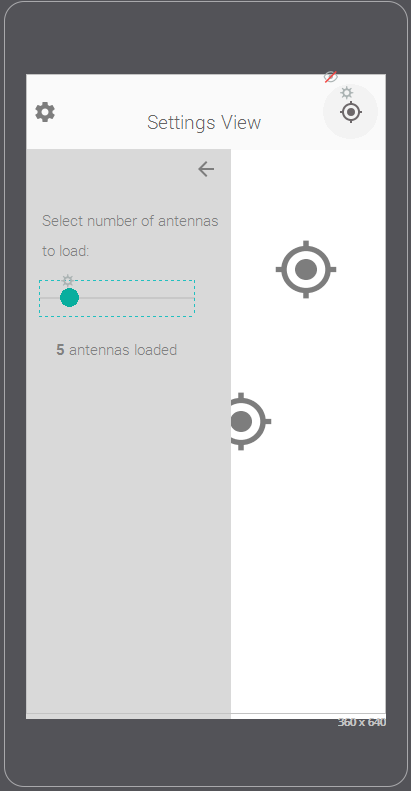 Settings View
Select number of antennas
to load:
5 antennas loaded
360 x 640